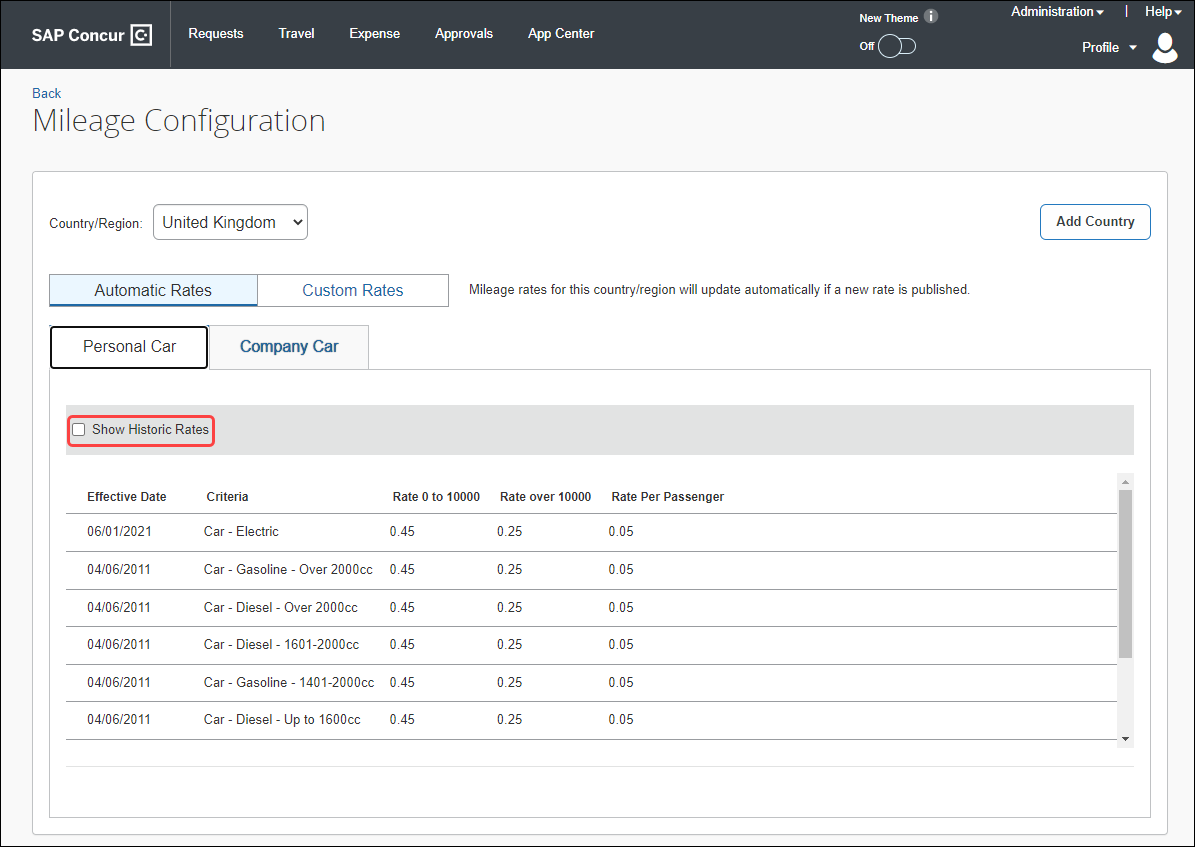 SAP Concur C
Requests Travel Expense Approvals App Center
New Theme i
Off
Administration | Help
Profile
Back
Mileage Configuration
Country/Region: United Kingdom Add Country
Automatic Rates Custom Rates Mileage rates for this country/region will update automatically if a new rate is published.
Personal Car Company Car
Show Historic Rates
Effective Date Criteria Rate 0 to 10000 Rate over 10000 Rate Per Passenger
06/01/2021 Car - Electric 0.45 0.25 0.05
04/06/2011 Car - Gasoline - Over 2000cc 0.45 0.25 0.05
04/06/2011 Car - Diesel - Over 2000cc 0.45 0.25 0.05
04/06/2011 Car - Diesel - 1601-2000cc 0.45 0.25 0.05
04/06/2011 Car - Gasoline - 1401-2000cc 0.45 0.25 0.05
04/06/2011 Car - Diesel - Up to 1600cc 0.45 0.25 0.05